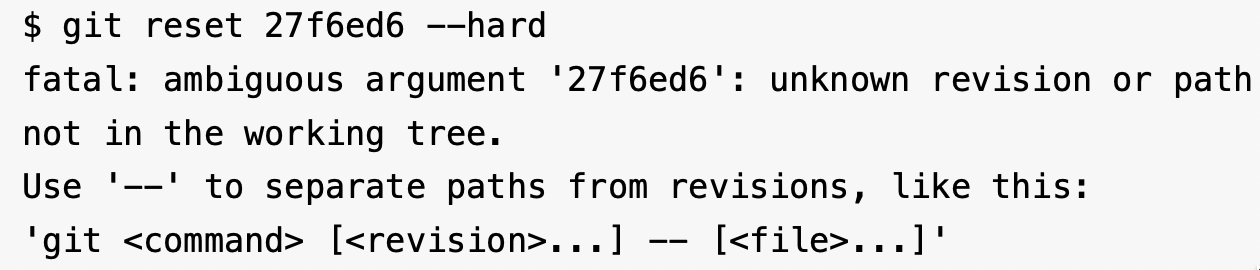 $ git reset 27f6ed6 --hard
fatal: ambiguous argument '27f6ed6': unknown revision or path
not in the working tree.
Use '--' to separate paths from revisions, like this:
'git <command> [<revision>...] -- [<file>...]'